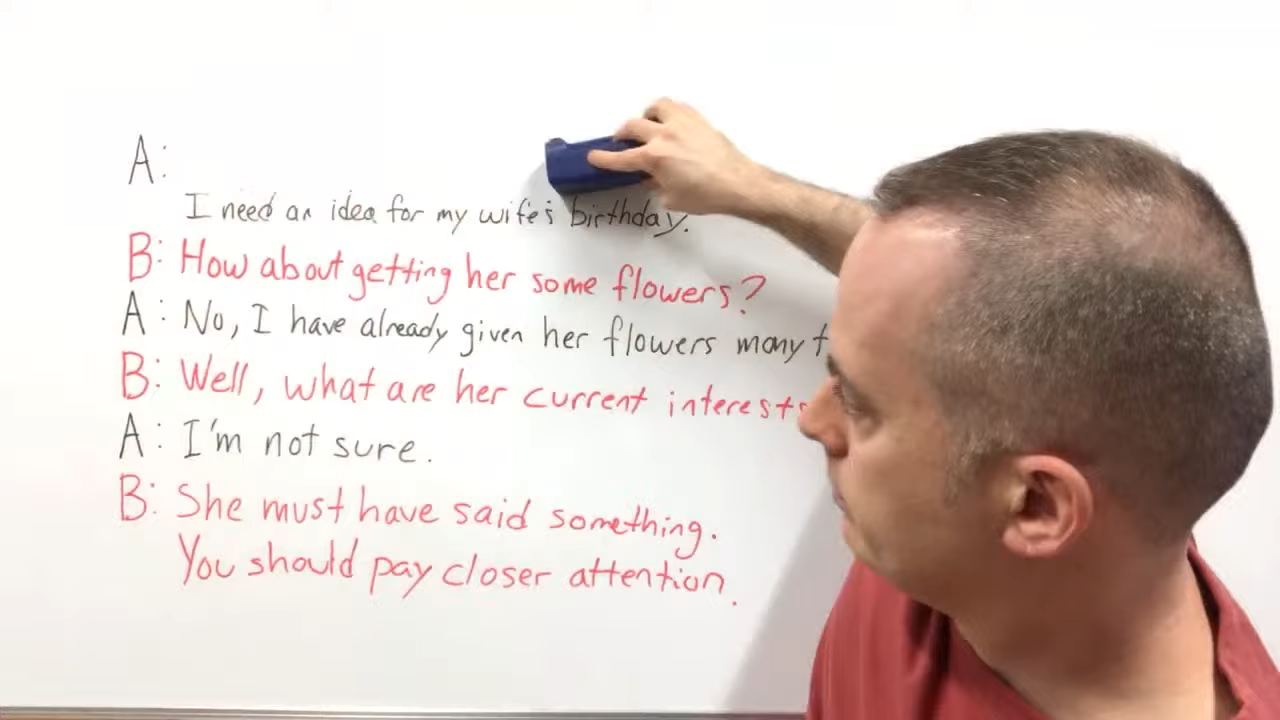 A:
I need an idea for my wife's birthday.
B: How about getting her some flowers?
A: No, I have already given her flowers many
B: Well, what are her current interests
A: I'm not sure.
B: She must have said something.
You should pay closer attention.